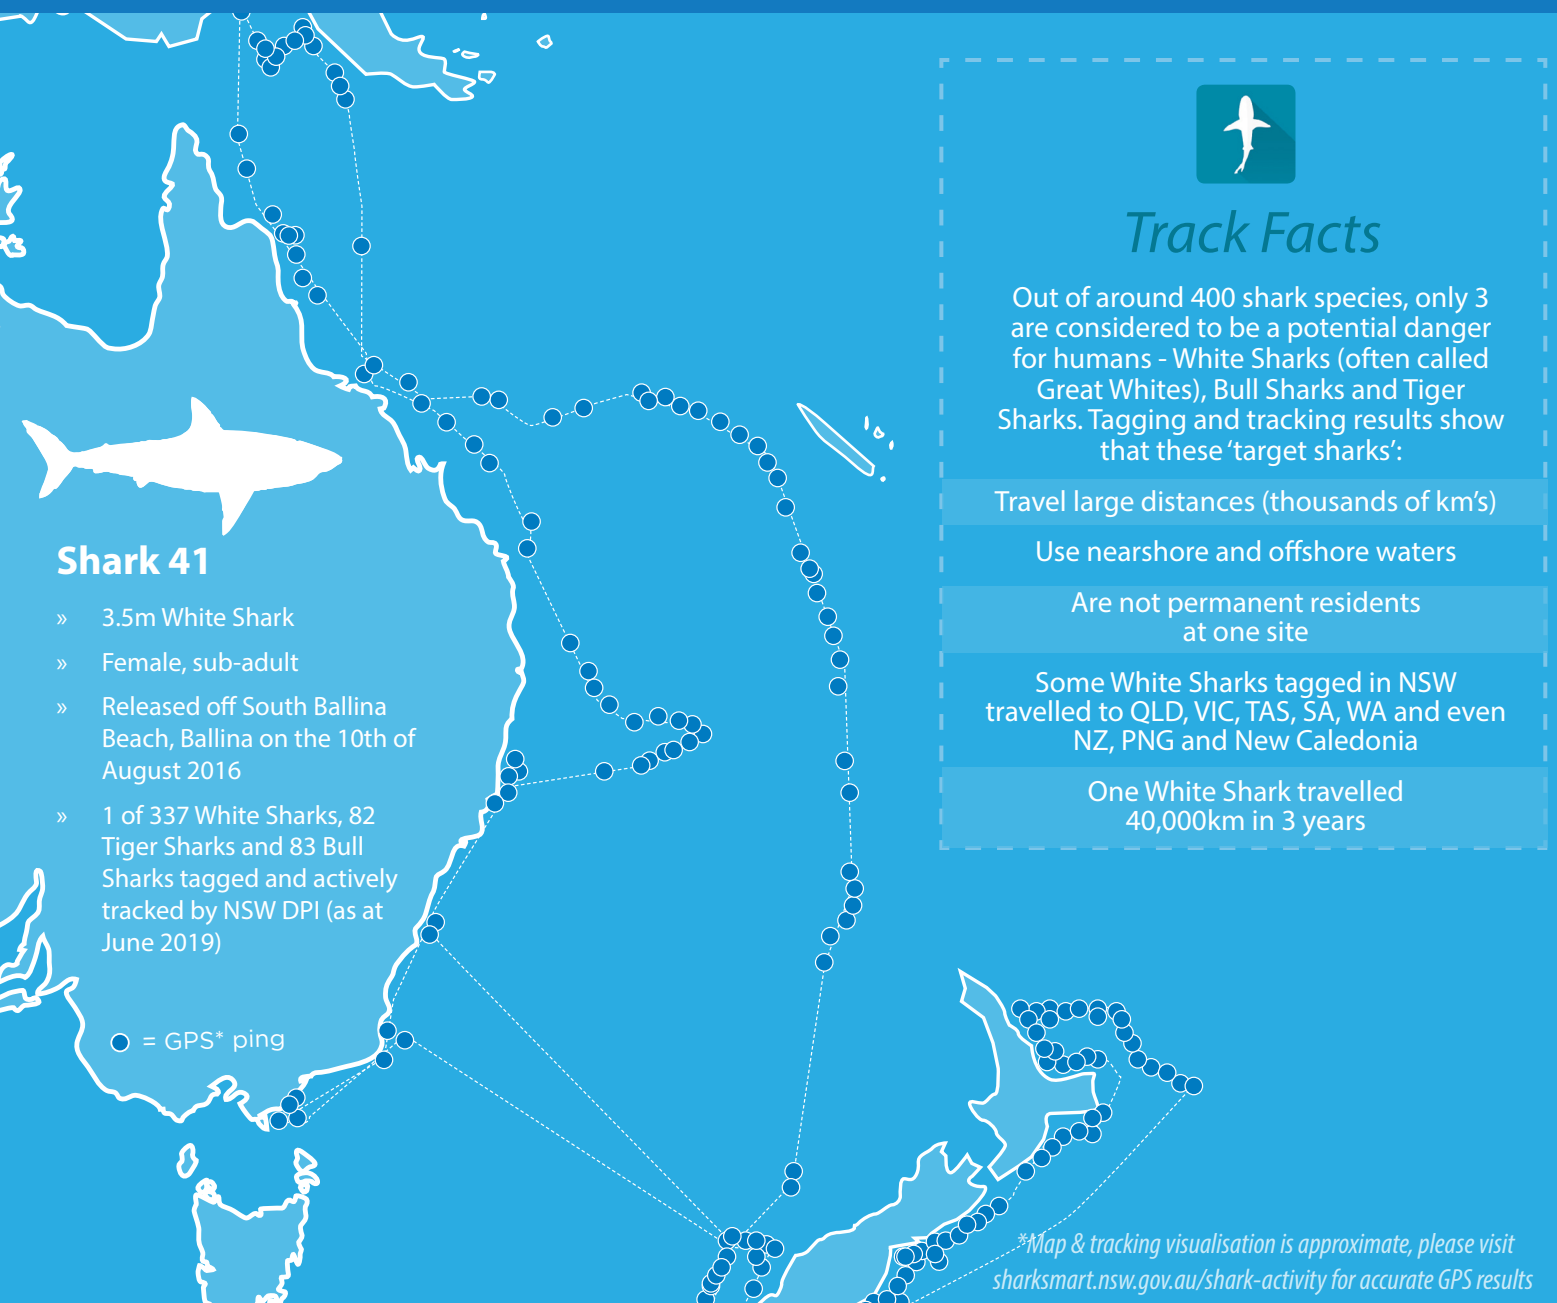 Track Facts
Out of around 400 shark species, only 3
are considered to be a potential danger
for humans - White Sharks (often called
Great Whites), Bull Sharks and Tiger
Sharks. Tagging and tracking results show
that these ‘target sharks’:
Travel large distances (thousands of km’s)
Use nearshore and offshore waters
Are not permanent residents
at one site
Some White Sharks tagged in NSW
travelled to QLD, VIC, TAS, SA, WA and even
NZ, PNG and New Caledonia
One White Shark travelled
40,000km in 3 years
Shark 41
» 3.5m White Shark
» Female, sub-adult
» Released off South Ballina
Beach, Ballina on the 10th of
August 2016
» 1 of 337 White Sharks, 82
Tiger Sharks and 83 Bull
Sharks tagged and actively
tracked by NSW DPI (as at
June 2019)
= GPS* ping
*Map & tracking visualisation is approximate, please visit
sharksmart.nsw.gov.au/shark-activity for accurate GPS results